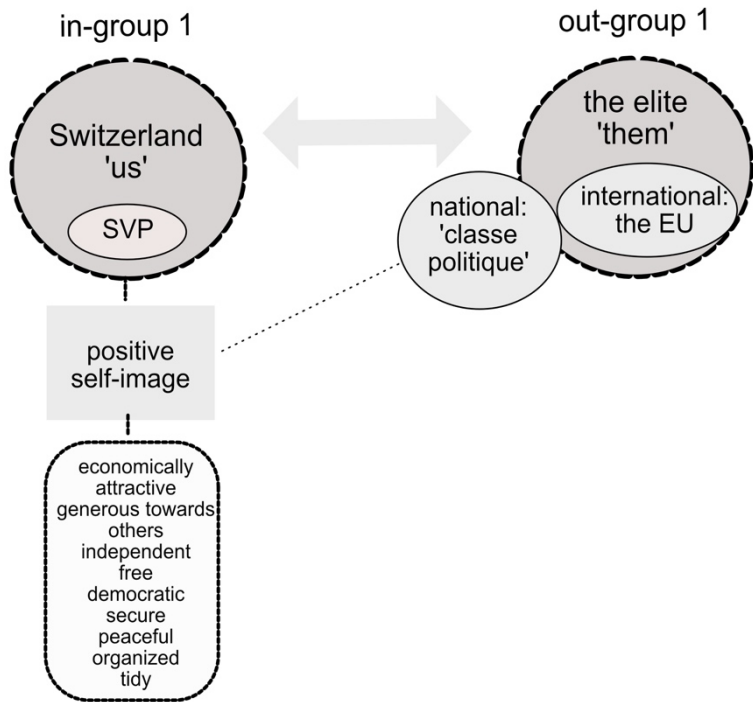 in-group 1
out-group 1
Switzerland
'us'
SVP
the elite
'them'
national:
'classe
politique'
international:
the EU
positive
self-image
economically
attractive
generous towards
others
independent
free
democratic
secure
peaceful
organized
tidy